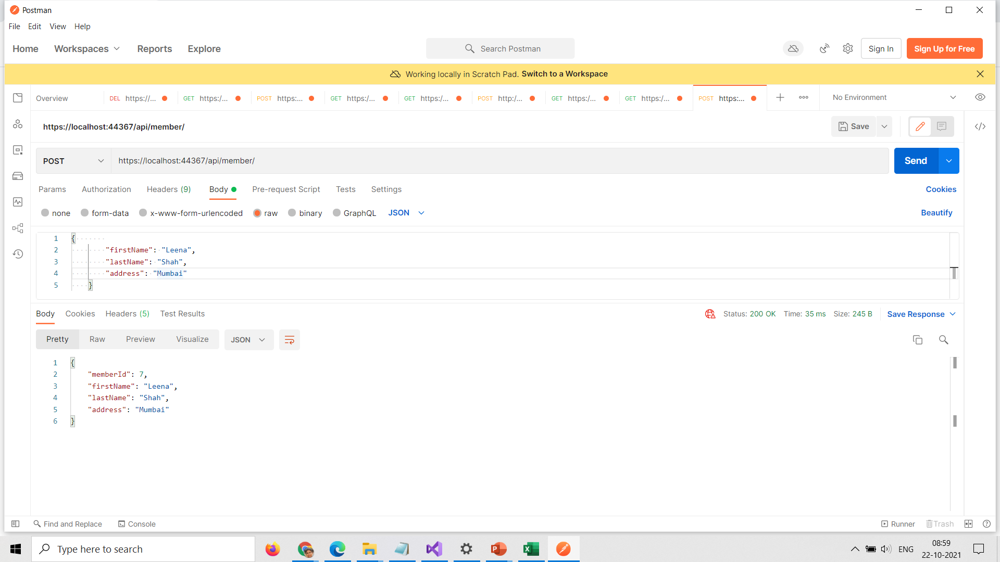 Postman
File Edit View Help
Home Workspaces Reports Explore Search Postman Sign In Sign Up for Free
Working locally in Scratch Pad. Switch to a Workspace
Overview DEL https://... GET https:/... POST https:... GET https:/... GET https:/... POST http:/... GET https:/... GET https:/... POST https:... No Environment
https://localhost:44367/api/member/ Save
POST https://localhost:44367/api/member/ Send
Params Authorization Headers (9) Body Pre-request Script Tests Settings Cookies
none form-data x-www-form-urlencoded raw binary GraphQL JSON Beautify
1 {
2 "firstName": "Leena",
3 "lastName": "Shah",
4 "address": "Mumbai"
5 }
Body Cookies Headers (5) Test Results Status: 200 OK Time: 35 ms Size: 245 B Save Response
Pretty Raw Preview Visualize JSON
1 {
2 "memberId": 7,
3 "firstName": "Leena",
4 "lastName": "Shah",
5 "address": "Mumbai"
6 }
Find and Replace Console Runner Trash
Type here to search ENG 08:59
22-10-2021